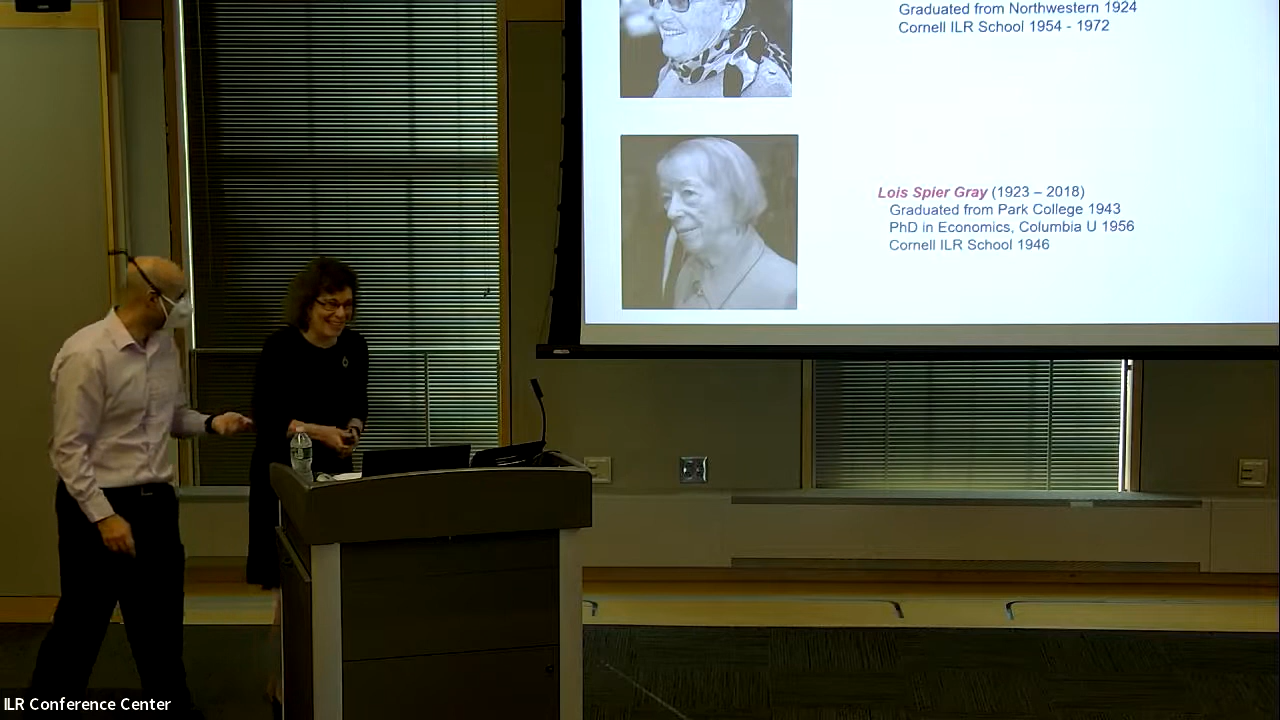 Graduated from Northwestern 1924
Cornell ILR School 1954 - 1972
Lois Spier Gray (1923 – 2018)
Graduated from Park College 1943
PhD in Economics, Columbia U 1956
Cornell ILR School 1946
ILR Conference Center